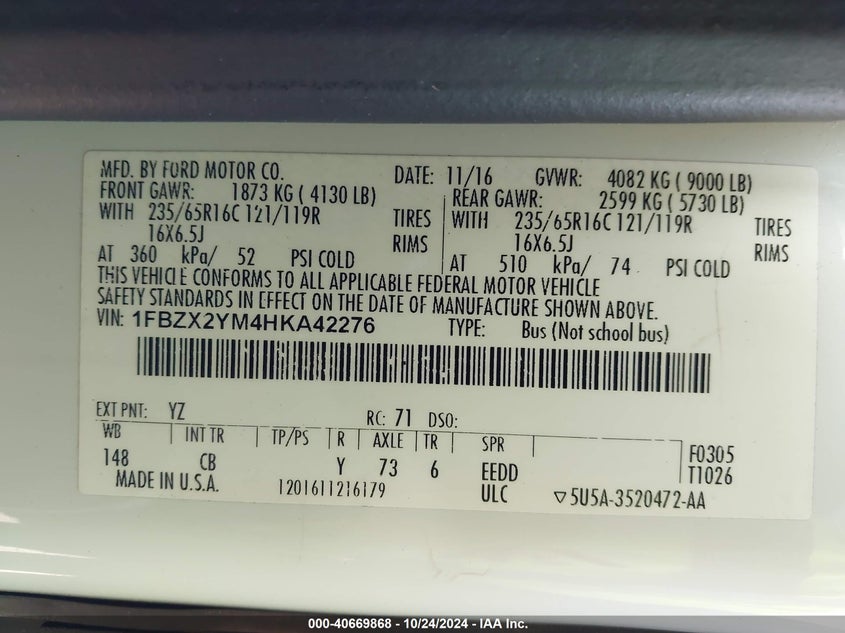 MFD. BY FORD MOTOR CO. DATE: 11/16 GVWR: 4082 KG ( 9000 LB)
FRONT GAWR: 1873 KG ( 4130 LB) REAR GAWR: 2599 KG ( 5730 LB)
WITH 235/65R16C 121/119R TIRES WITH 235/65R16C 121/119R TIRES
16X6.5J RIMS 16X6.5J RIMS
AT 360 kPa/ 52 PSI COLD AT 510 kPa/ 74 PSI COLD
THIS VEHICLE CONFORMS TO ALL APPLICABLE FEDERAL MOTOR VEHICLE
SAFETY STANDARDS IN EFFECT ON THE DATE OF MANUFACTURE SHOWN ABOVE.
VIN: 1FBZX2YM4HKA42276 TYPE: Bus (Not school bus)
EXT PNT: YZ RC: 71 DSO:
WB INT TR TP/PS R AXLE TR SPR F0305
148 CB Y 73 6 EEDD T1026
MADE IN U.S.A. 1201611216179 ULC ▽5U5A-3520472-AA
000-40669868 - 10/24/2024 - IAA Inc.